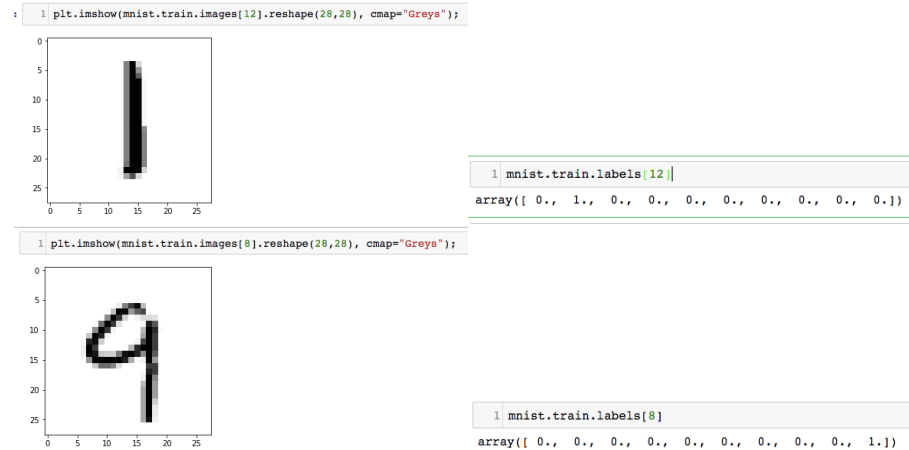 : 1 plt.imshow(mnist.train.images[12].reshape(28,28), cmap="Greys");
0
5
10
15
20
25
0 5 10 15 20 25
1 mnist.train.labels[12]
array([ 0., 1., 0., 0., 0., 0., 0., 0., 0., 0.])
1 plt.imshow(mnist.train.images[8].reshape(28,28), cmap="Greys");
0
5
10
15
20
25
0 5 10 15 20 25
1 mnist.train.labels[8]
array([ 0., 0., 0., 0., 0., 0., 0., 0., 0., 1.])